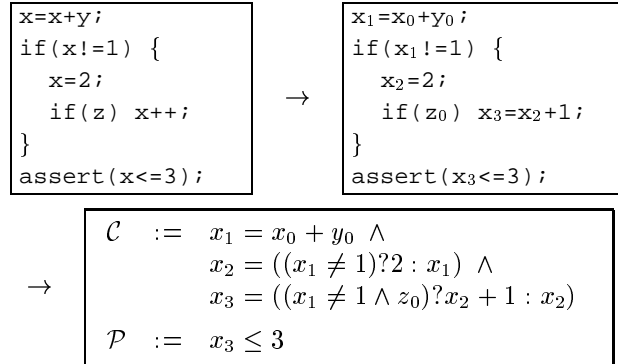 x=x+y;
if(x!=1) {
x=2;
if(z) x++;
}
assert(x<=3);
→
x₁=x₀+y₀;
if(x₁!=1) {
x₂=2;
if(z₀) x₃=x₂+1;
}
assert(x₃<=3);
→
𝒞 := x₁ = x₀ + y₀ ∧
x₂ = ((x₁ ≠ 1)?2 : x₁) ∧
x₃ = ((x₁ ≠ 1 ∧ z₀)?x₂ + 1 : x₂)
𝒫 := x₃ ≤ 3